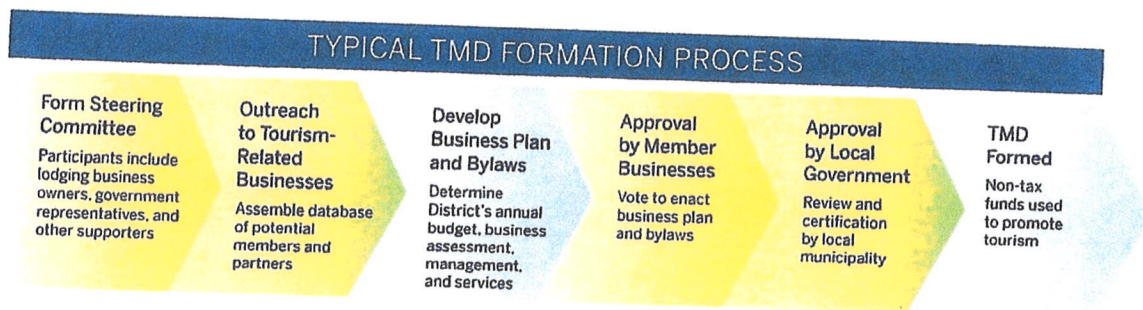 TYPICAL TMD FORMATION PROCESS
Form Steering
Committee
Participants include
lodging business
owners, government
representatives, and
other supporters
Outreach
to Tourism-
Related
Businesses
Assemble database
of potential
members and
partners
Develop
Business Plan
and Bylaws
Determine
District's annual
budget, business
assessment,
management,
and services
Approval
by Member
Businesses
Vote to enact
business plan
and bylaws
Approval
by Local
Government
Review and
certification
by local
municipality
TMD
Formed
Non-tax
funds used
to promote
tourism